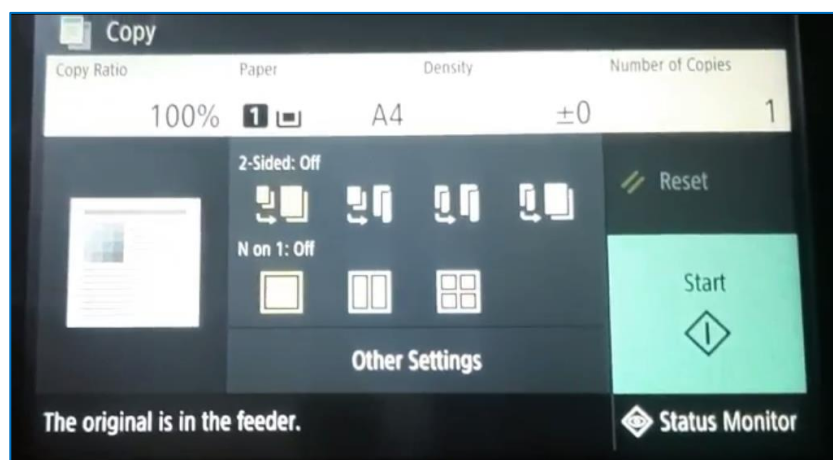 Copy
Copy Ratio Paper Density Number of Copies
100% 1 A4 ±0 1
2-Sided: Off
Reset
N on 1: Off
Start
Other Settings
The original is in the feeder.
Status Monitor